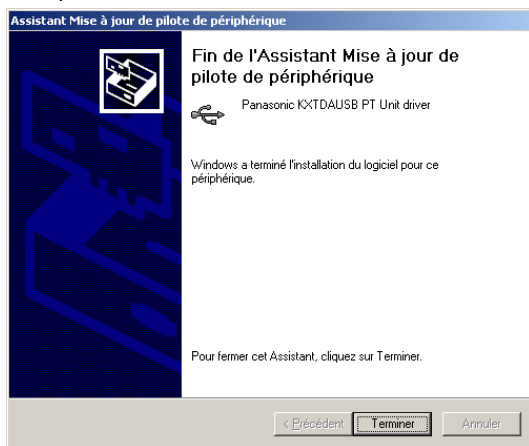 Assistant Mise à jour de pilote de périphérique
Fin de l'Assistant Mise à jour de
pilote de périphérique
Panasonic KXTDAUSB PT Unit driver
Windows a terminé l'installation du logiciel pour ce
périphérique.
Pour fermer cet Assistant, cliquez sur Terminer.
< Précédent
Terminer
Annuler